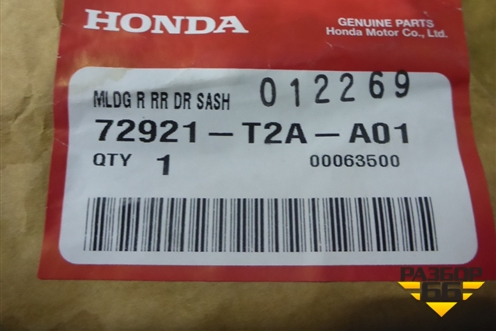 HONDA
GENUINE PARTS
Honda Motor Co., Ltd.
MLDG R RR DR SASH 012269
72921-T2A-A01
QTY 1 00063500
РАЗБОР
66